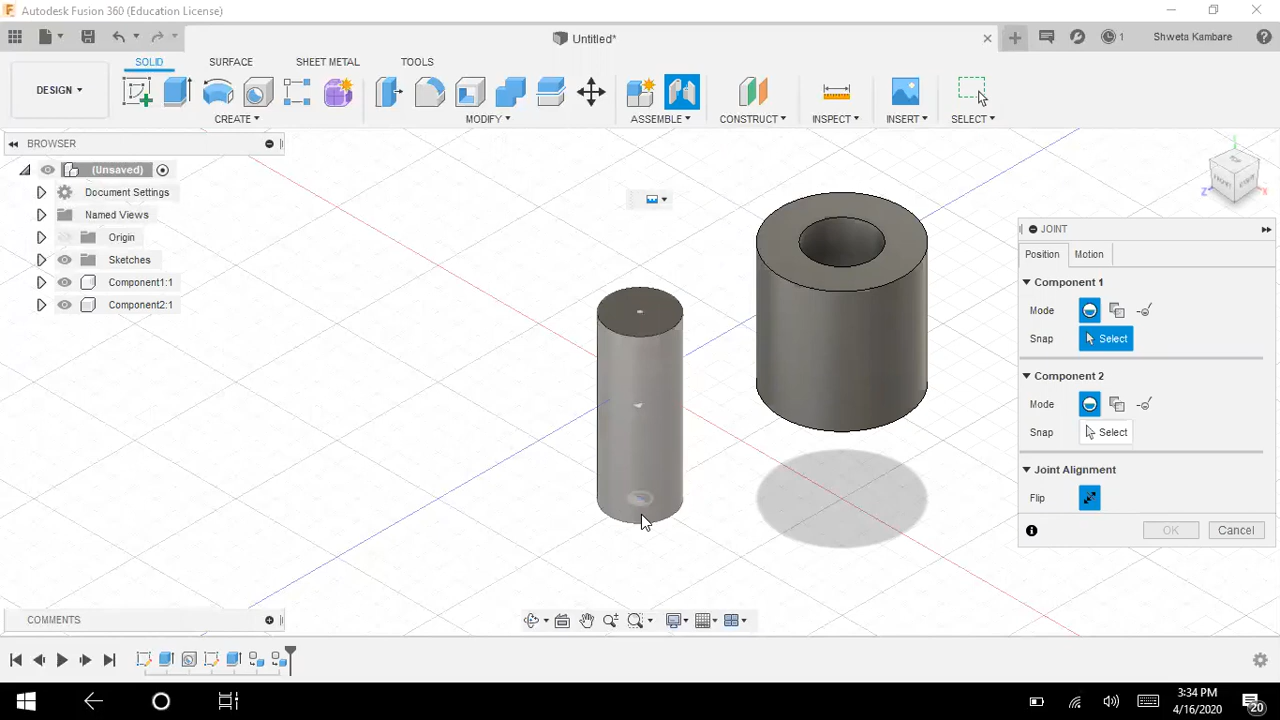 Autodesk Fusion 360 (Education License)
Untitled*
1
Shweta Kambare
DESIGN
SOLID
SURFACE
SHEET METAL
TOOLS
CREATE
MODIFY
ASSEMBLE
CONSTRUCT
INSPECT
INSERT
SELECT
BROWSER
(Unsaved)
Document Settings
Named Views
Origin
Sketches
Component1:1
Component2:1
Z
X
JOINT
Position
Motion
Component 1
Mode
Snap
Select
Component 2
Mode
Snap
Select
Joint Alignment
Flip
OK
Cancel
COMMENTS
3:34 PM
4/16/2020
20